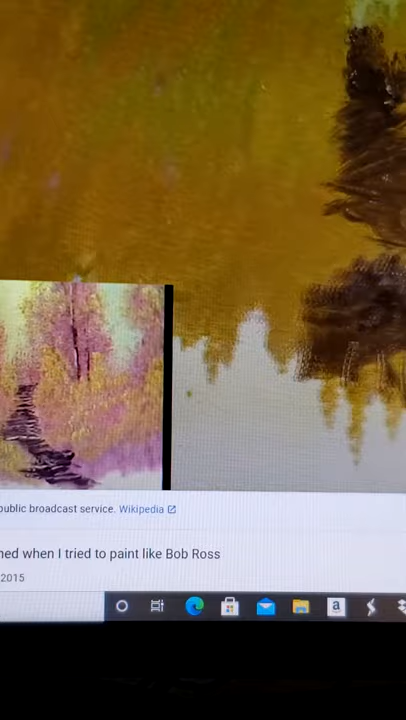 public broadcast service. Wikipedia
ned when I tried to paint like Bob Ross
2015
a